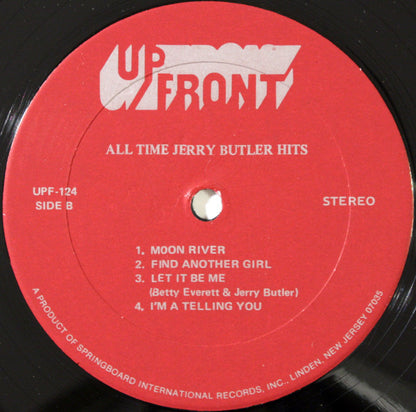 UP
FRONT
ALL TIME JERRY BUTLER HITS
UPF-124
SIDE B
STEREO
1. MOON RIVER
2. FIND ANOTHER GIRL
3. LET IT BE ME
(Betty Everett & Jerry Butler)
4. I'M A TELLING YOU
A PRODUCT OF SPRINGBOARD INTERNATIONAL RECORDS, INC., LINDEN, NEW JERSEY 07035